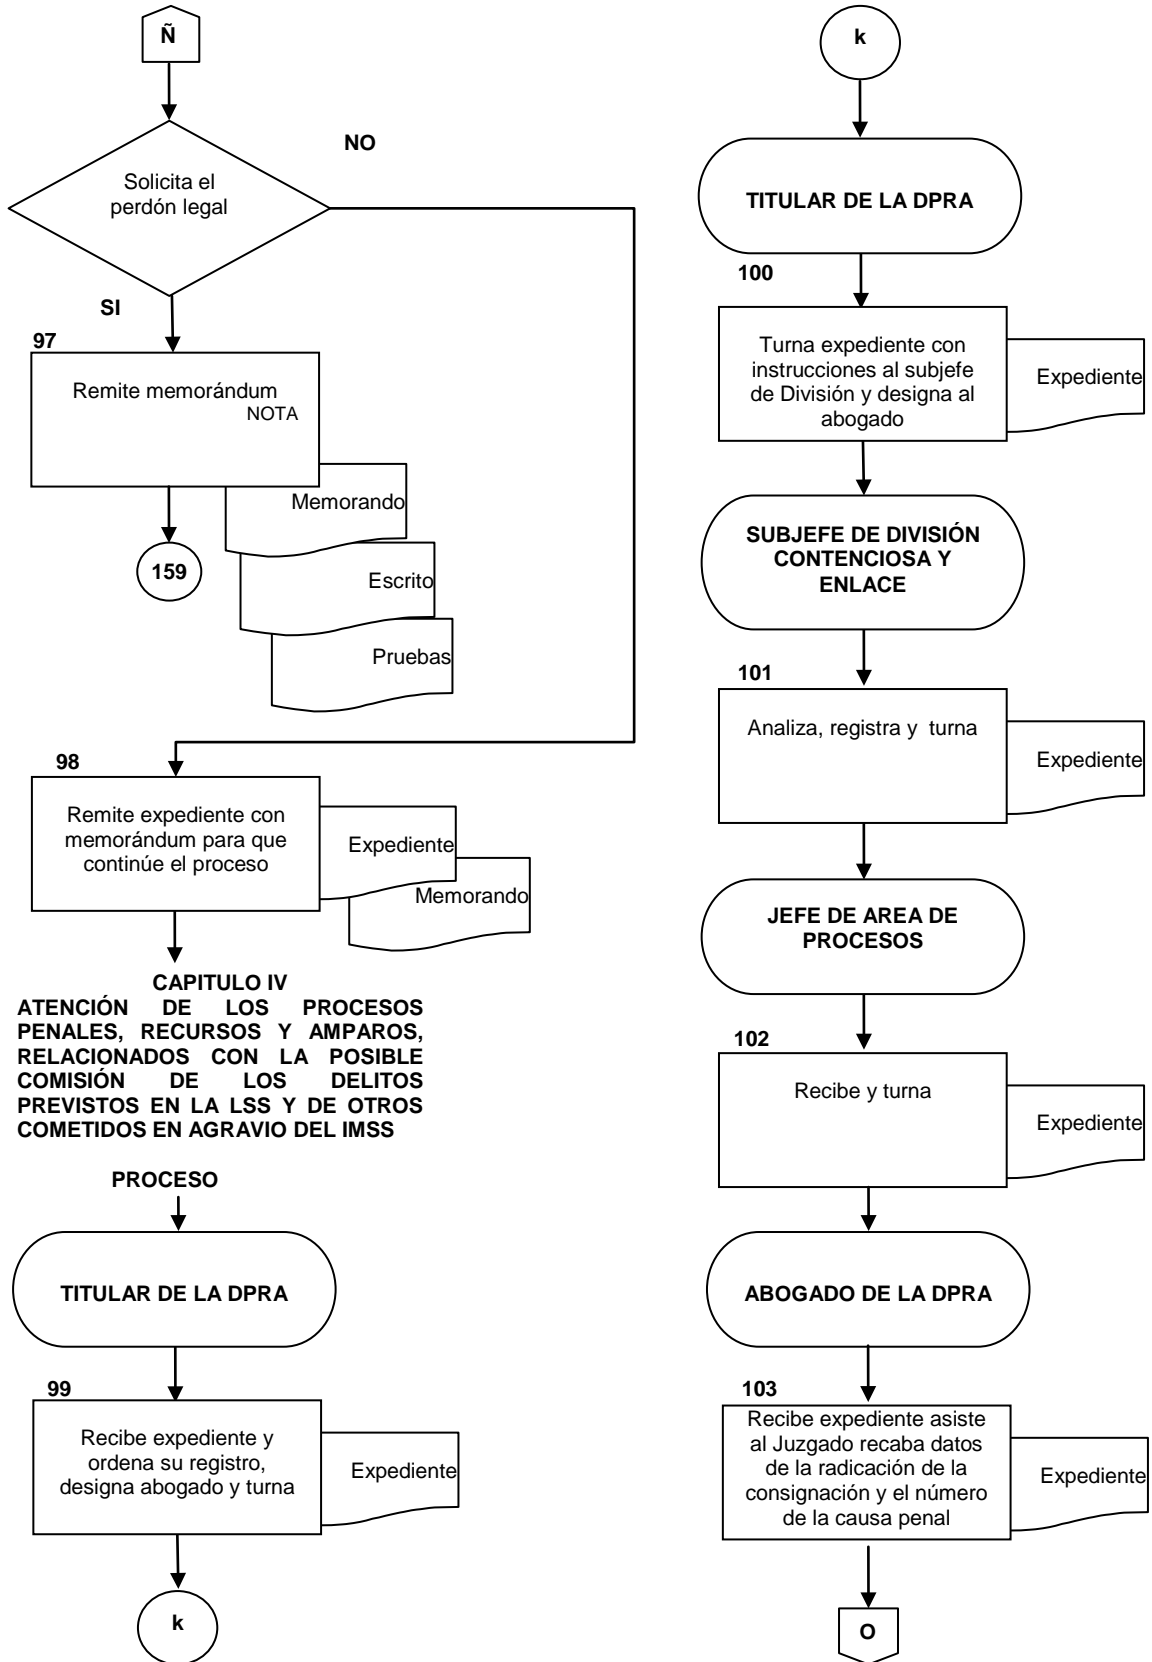 Ñ
NO
Solicita el
perdón legal
SI
97
Remite memorándum
NOTA
Memorando
159
Escrito
Pruebas
98
Remite expediente con
memorándum para que
continúe el proceso
Expediente
Memorando
CAPITULO IV
ATENCIÓN DE LOS PROCESOS
PENALES, RECURSOS Y AMPAROS,
RELACIONADOS CON LA POSIBLE
COMISIÓN DE LOS DELITOS
PREVISTOS EN LA LSS Y DE OTROS
COMETIDOS EN AGRAVIO DEL IMSS
PROCESO
TITULAR DE LA DPRA
99
Recibe expediente y
ordena su registro,
designa abogado y turna
Expediente
k
k
TITULAR DE LA DPRA
100
Turna expediente con
instrucciones al subjefe
de División y designa al
abogado
Expediente
SUBJEFE DE DIVISIÓN
CONTENCIOSA Y
ENLACE
101
Analiza, registra y turna
Expediente
JEFE DE AREA DE
PROCESOS
102
Recibe y turna
Expediente
ABOGADO DE LA DPRA
103
Recibe expediente asiste
al Juzgado recaba datos
de la radicación de la
consignación y el número
de la causa penal
Expediente
O